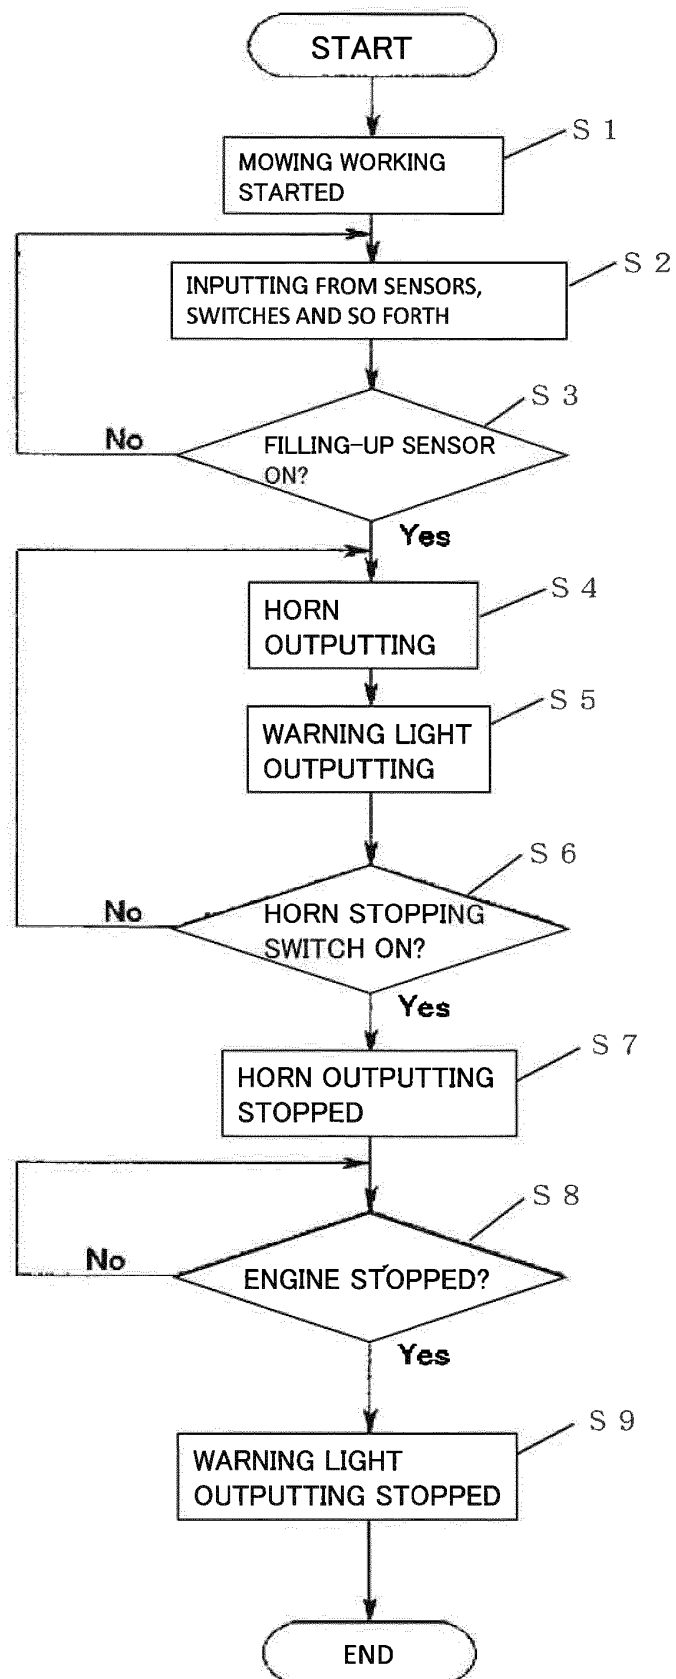 START
S 1
MOWING WORKING
STARTED
S 2
INPUTTING FROM SENSORS,
SWITCHES AND SO FORTH
S 3
No
FILLING-UP SENSOR
ON?
Yes
S 4
HORN
OUTPUTTING
S 5
WARNING LIGHT
OUTPUTTING
S 6
No
HORN STOPPING
SWITCH ON?
Yes
S 7
HORN OUTPUTTING
STOPPED
S 8
No
ENGINE STOPPED?
Yes
S 9
WARNING LIGHT
OUTPUTTING STOPPED
END